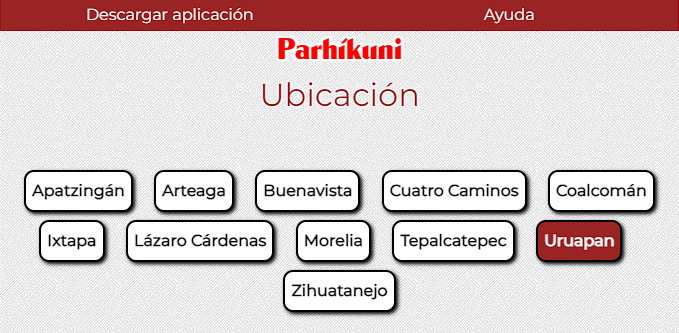 Descargar aplicación Ayuda
Parhíkuni
Ubicación
Apatzingán Arteaga Buenavista Cuatro Caminos Coalcomán
Ixtapa Lázaro Cárdenas Morelia Tepalcatepec Uruapan
Zihuatanejo